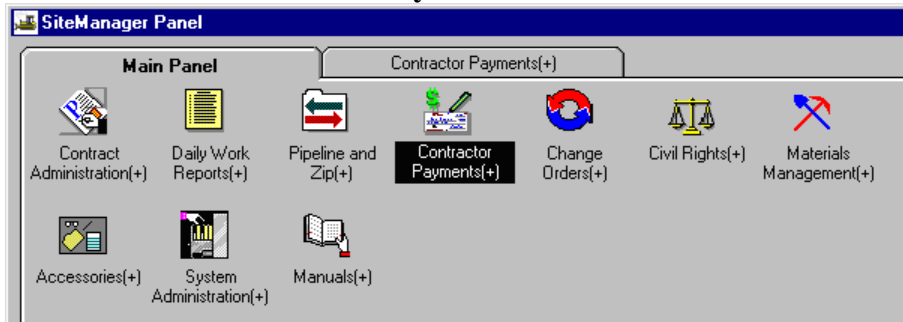 SiteManager Panel
Main Panel
Contractor Payments(+)
Contract Administration(+)
Daily Work Reports(+)
Pipeline and Zip(+)
Contractor Payments(+)
Change Orders(+)
Civil Rights(+)
Materials Management(+)
Accessories(+)
System Administration(+)
Manuals(+)